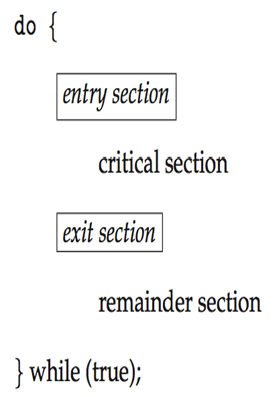 do {
entry section
critical section
exit section
remainder section
} while (true);